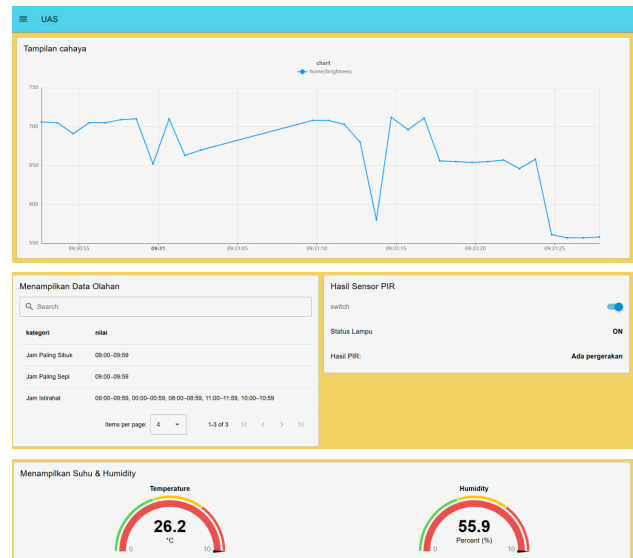 UAS
Tampilan cahaya
chart
home/brightness
750
700
650
600
550
09:30:55 09:31 09:31:05 09:31:10 09:31:15 09:31:20 09:31:25
Menampilkan Data Olahan
Search
kategori nilai
Jam Paling Sibuk 09:00–09:59
Jam Paling Sepi 09:00–09:59
Jam Istirahat 09:00–09:59, 00:00–00:59, 08:00–08:59, 11:00–11:59, 10:00–10:59
Items per page: 4 1-3 of 3
Hasil Sensor PIR
switch
Status Lampu ON
Hasil PIR: Ada pergerakan
Menampilkan Suhu & Humidity
Temperature
26.2
°C
0 10
Humidity
55.9
Percent (%)
0 10